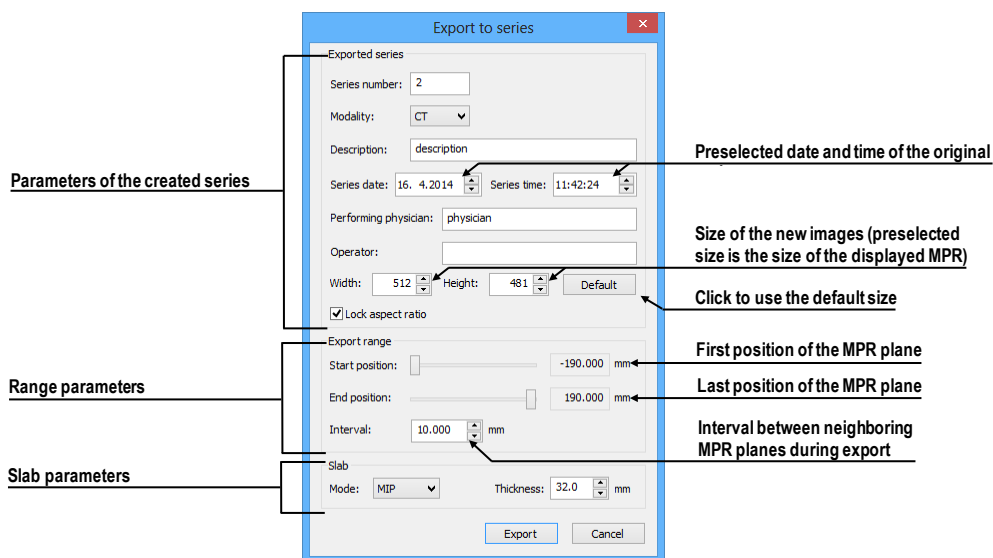 Export to series
Exported series
Series number: 2
Modality: CT
Description: description
Preselected date and time of the original
Parameters of the created series
Series date: 16. 4.2014 Series time: 11:42:24
Performing physician: physician
Operator:
Size of the new images (preselected
size is the size of the displayed MPR)
Width: 512 Height: 481 Default
Click to use the default size
Lock aspect ratio
Export range
First position of the MPR plane
Start position: -190.000 mm
Range parameters
Last position of the MPR plane
End position: 190.000 mm
Interval: 10.000 mm
Interval between neighboring
MPR planes during export
Slab
Slab parameters
Mode: MIP Thickness: 32.0 mm
Export Cancel